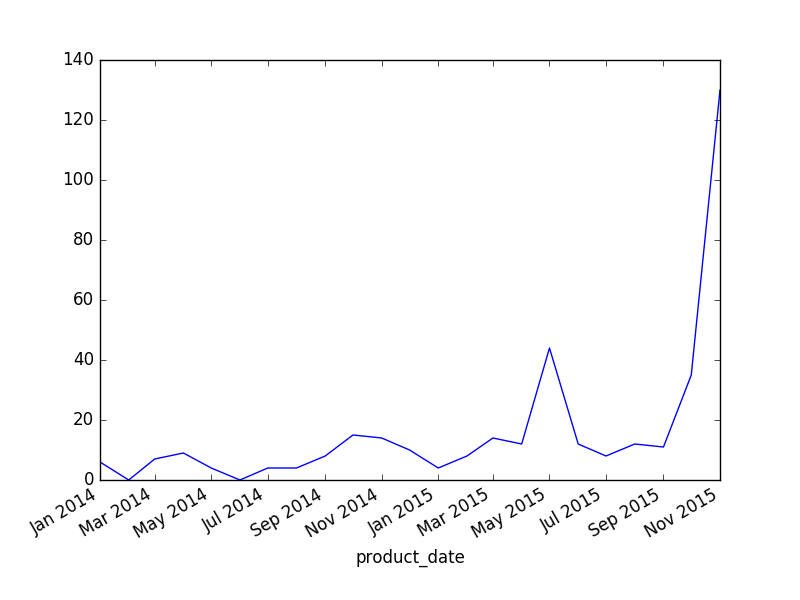 140
120
100
80
60
40
20
0
Jan 2014
Mar 2014
May 2014
Jul 2014
Sep 2014
Nov 2014
Jan 2015
Mar 2015
May 2015
Jul 2015
Sep 2015
Nov 2015
product_date